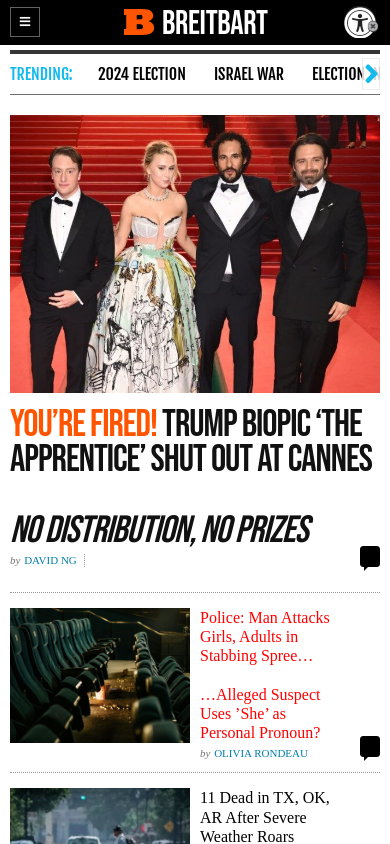 BREITBART
TRENDING:
2024 ELECTION
ISRAEL WAR
ELECTION
YOU’RE FIRED! TRUMP BIOPIC ‘THE
APPRENTICE’ SHUT OUT AT CANNES
NO DISTRIBUTION, NO PRIZES
by DAVID NG
Police: Man Attacks
Girls, Adults in
Stabbing Spree…
…Alleged Suspect
Uses ’She’ as
Personal Pronoun?
by OLIVIA RONDEAU
11 Dead in TX, OK,
AR After Severe
Weather Roars